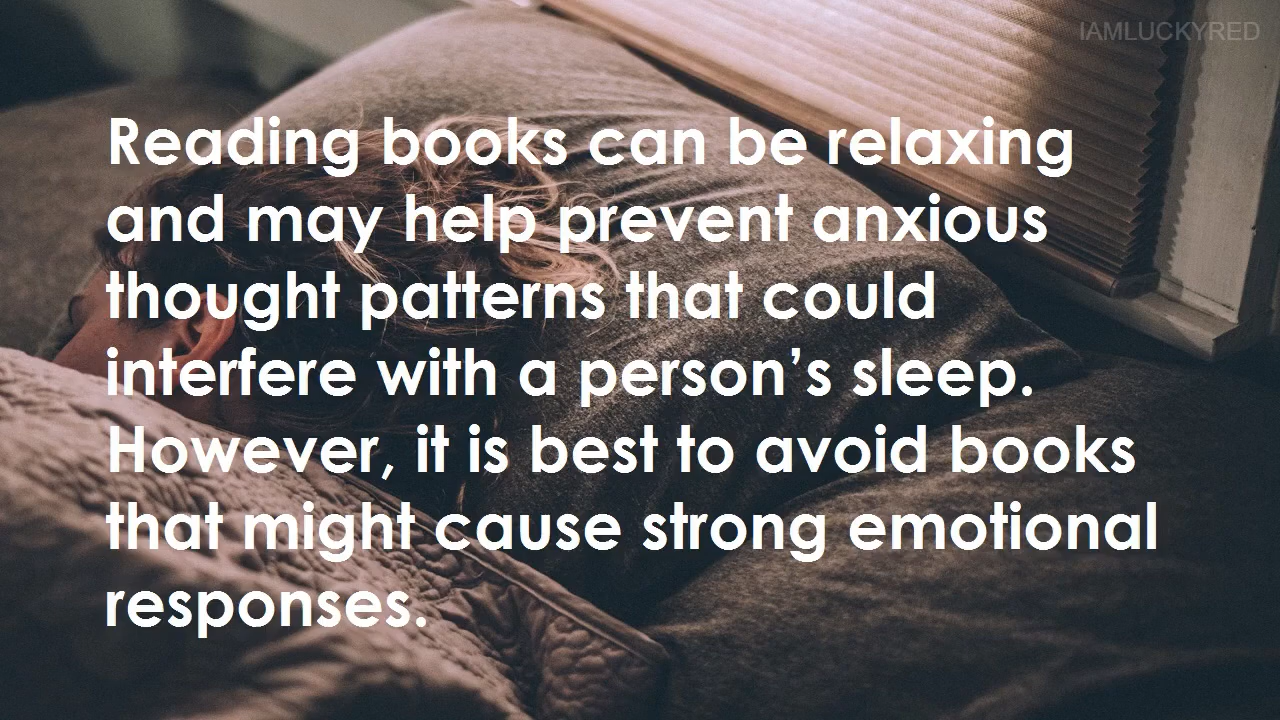 IAMLUCKYRED
Reading books can be relaxing
and may help prevent anxious
thought patterns that could
interfere with a person’s sleep.
However, it is best to avoid books
that might cause strong emotional
responses.